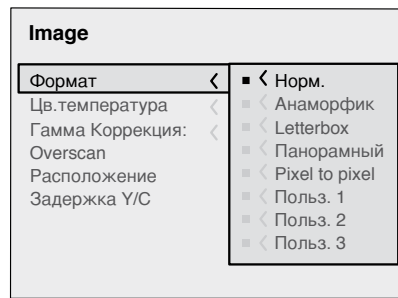 Image
Формат
Цв.температура
Гамма Коррекция:
Overscan
Расположение
Задержка Y/C
Норм.
Анаморфик
Letterbox
Панорамный
Pixel to pixel
Польз. 1
Польз. 2
Польз. 3